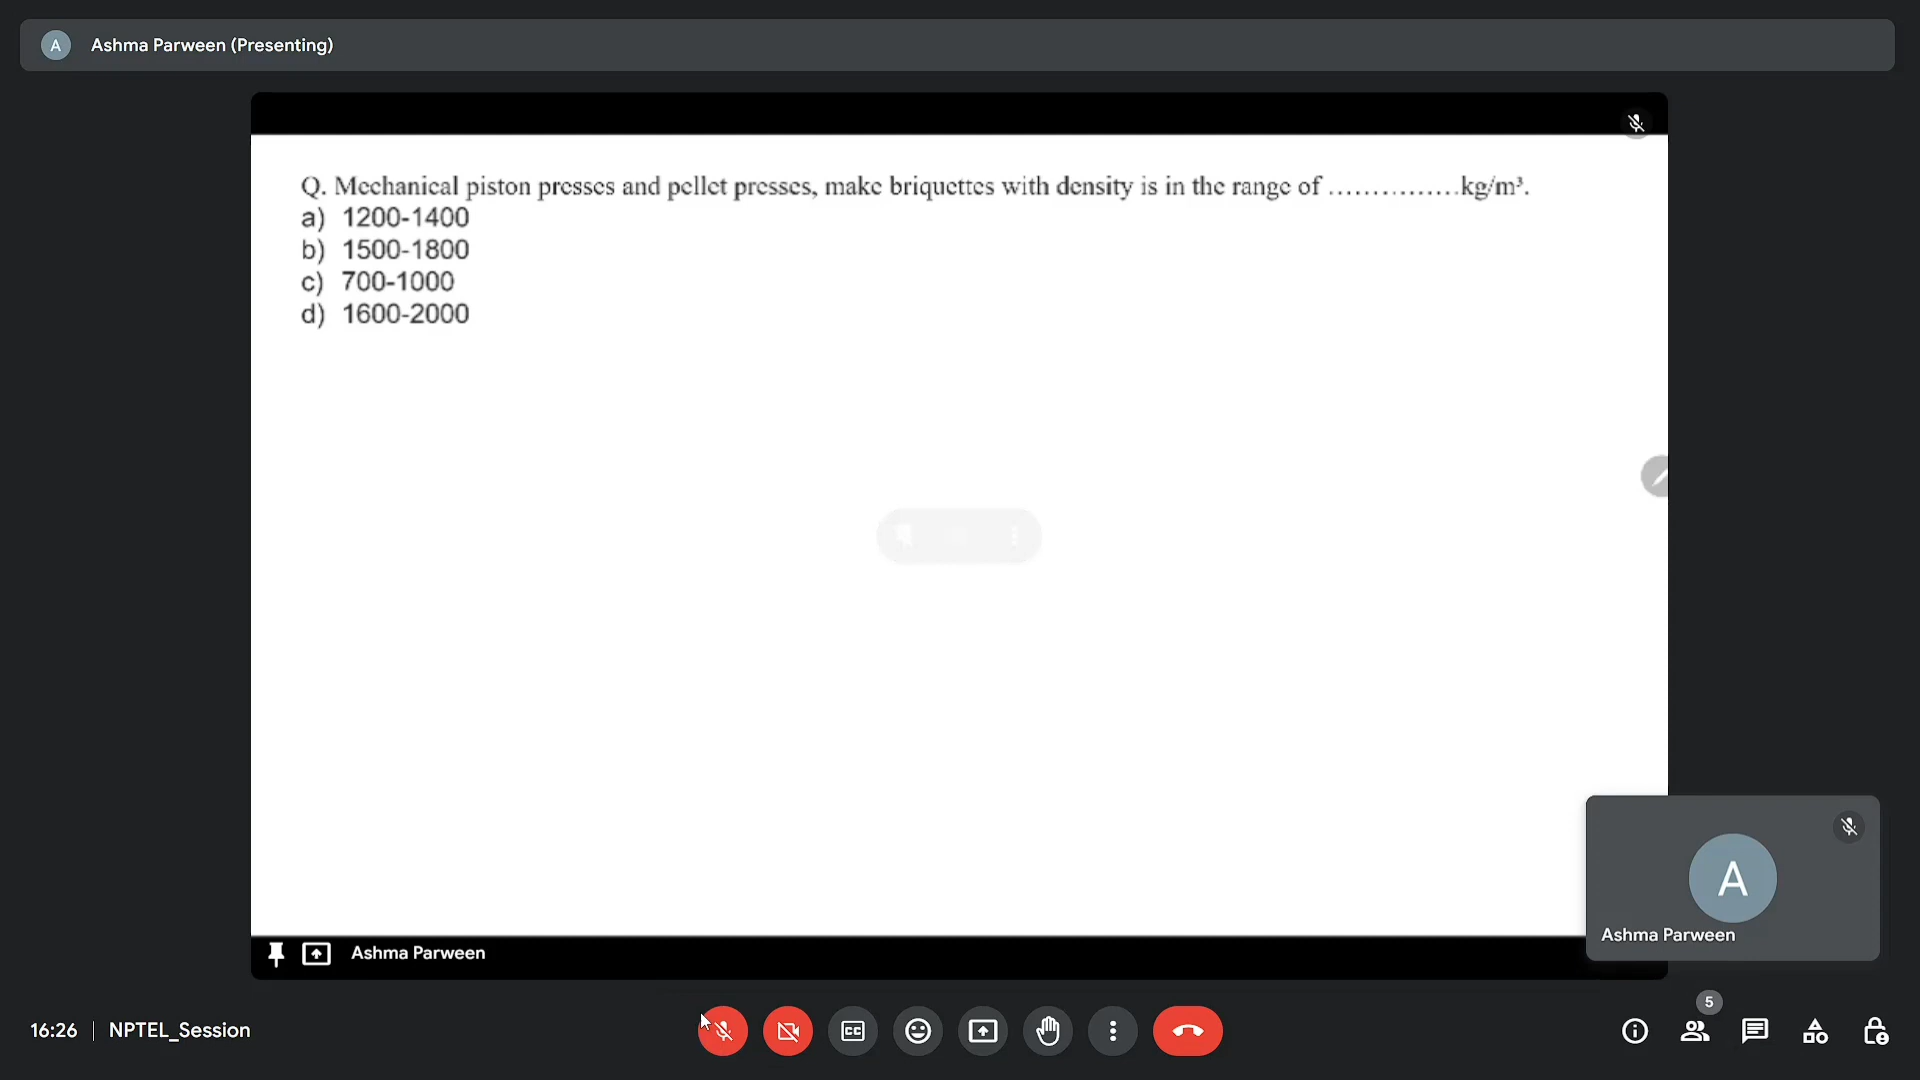 A Ashma Parween (Presenting)
Q. Mechanical piston presses and pellet presses, make briquettes with density is in the range of ...............kg/m³.
a) 1200-1400
b) 1500-1800
c) 700-1000
d) 1600-2000
A
Ashma Parween
Ashma Parween
5
16:26 | NPTEL_Session
CC